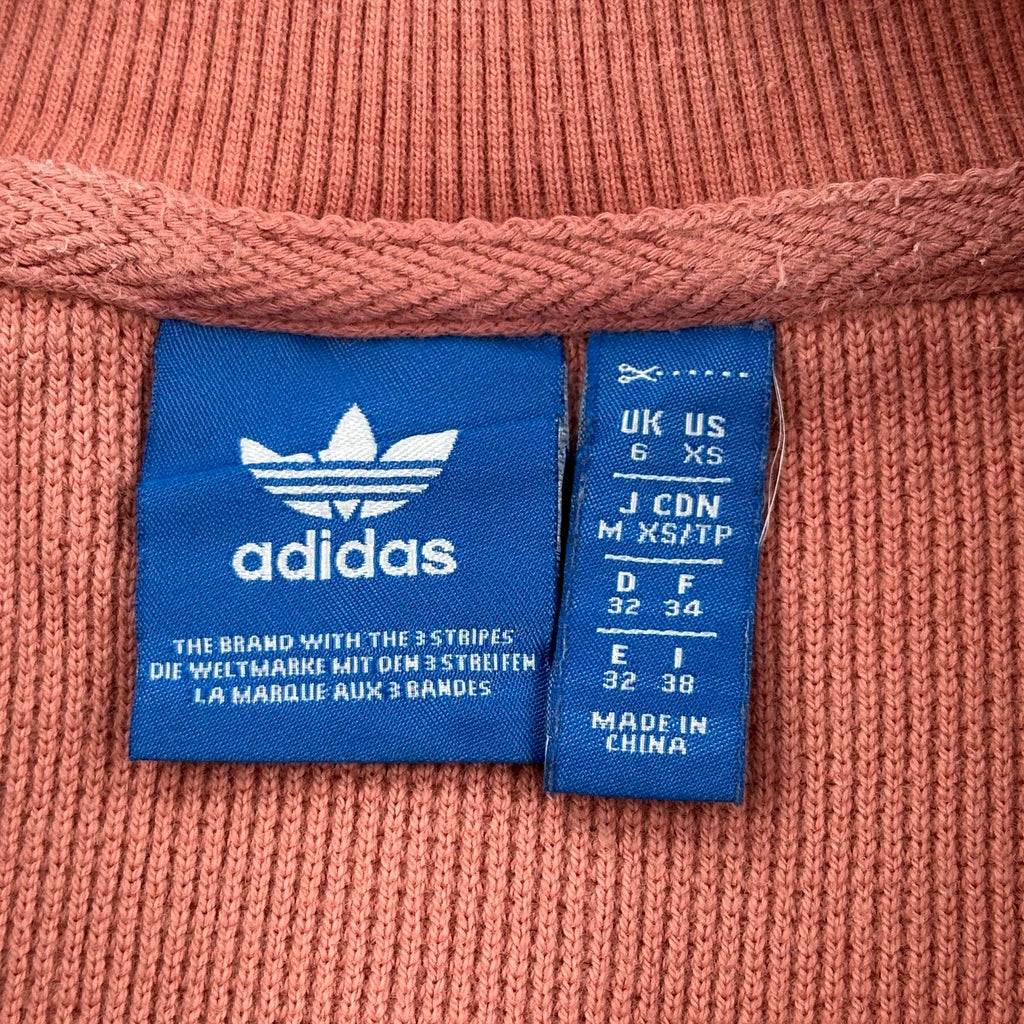 adidas
THE BRAND WITH THE 3 STRIPES
DIE WELTMARKE MIT DEN 3 STREIFEN
LA MARQUE AUX 3 BANDES
UK US
6 XS
J CDN
M XS/TP
D F
32 34
E I
32 38
MADE IN
CHINA